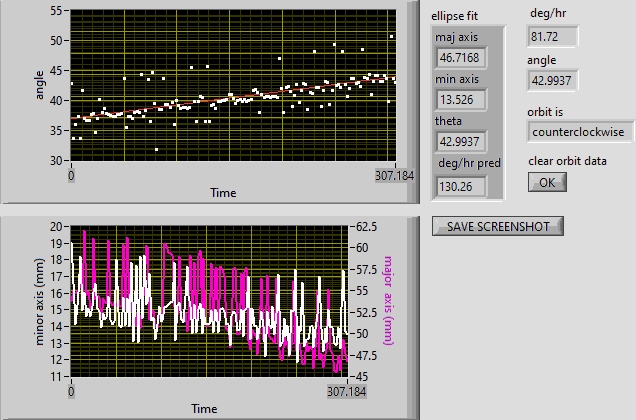 55
50
45
40
35
30
angle
0
307.184
Time
ellipse fit
maj axis
46.7168
min axis
13.526
theta
42.9937
deg/hr pred
130.26
deg/hr
81.72
angle
42.9937
orbit is
counterclockwise
clear orbit data
OK
SAVE SCREENSHOT
20
19
18
17
16
15
14
13
12
11
minor axis (mm)
62.5
60
57.5
55
52.5
50
47.5
45
major axis (mm)
0
307.184
Time